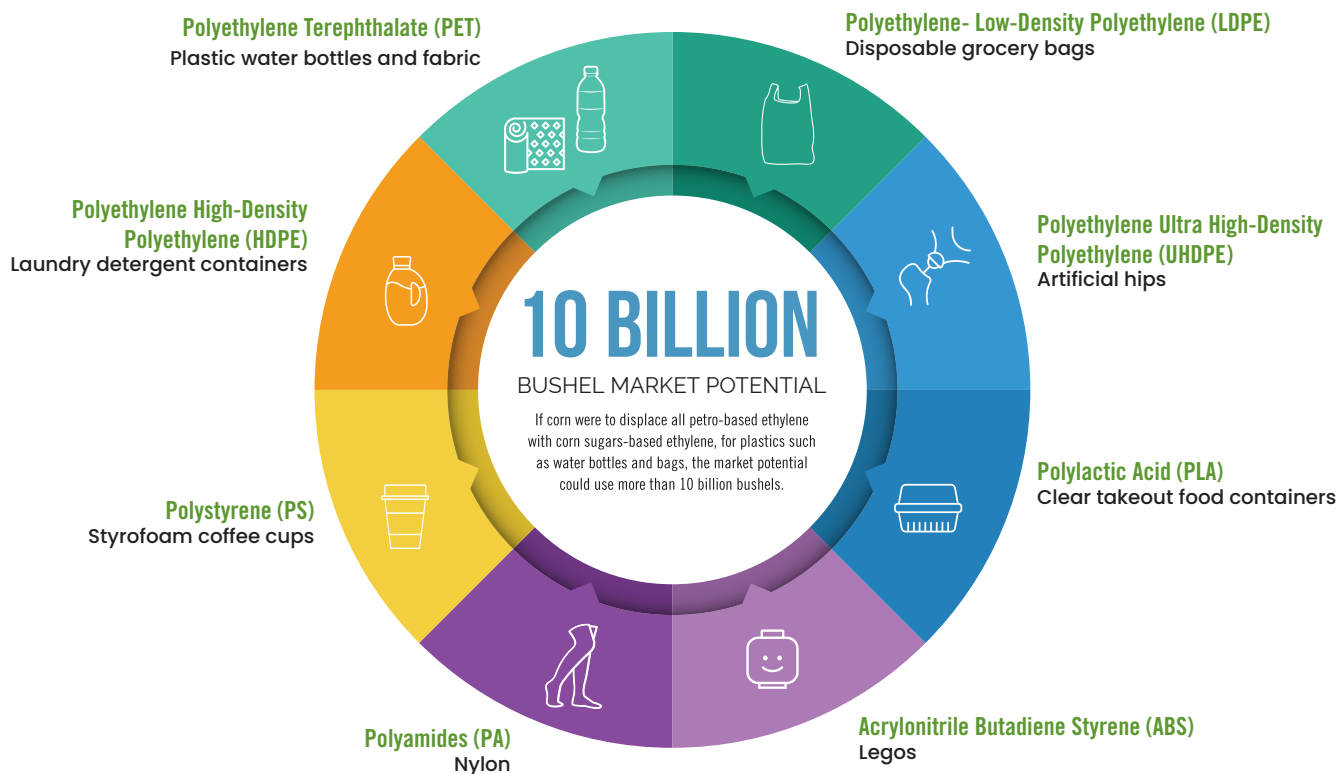 Polyethylene Terephthalate (PET)
Plastic water bottles and fabric
Polyethylene- Low-Density Polyethylene (LDPE)
Disposable grocery bags
Polyethylene High-Density
Polyethylene (HDPE)
Laundry detergent containers
Polyethylene Ultra High-Density
Polyethylene (UHDPE)
Artificial hips
10 BILLION
BUSHEL MARKET POTENTIAL
If corn were to displace all petro-based ethylene
with corn sugars-based ethylene, for plastics such
as water bottles and bags, the market potential
could use more than 10 billion bushels.
Polystyrene (PS)
Styrofoam coffee cups
Polylactic Acid (PLA)
Clear takeout food containers
Polyamides (PA)
Nylon
Acrylonitrile Butadiene Styrene (ABS)
Legos